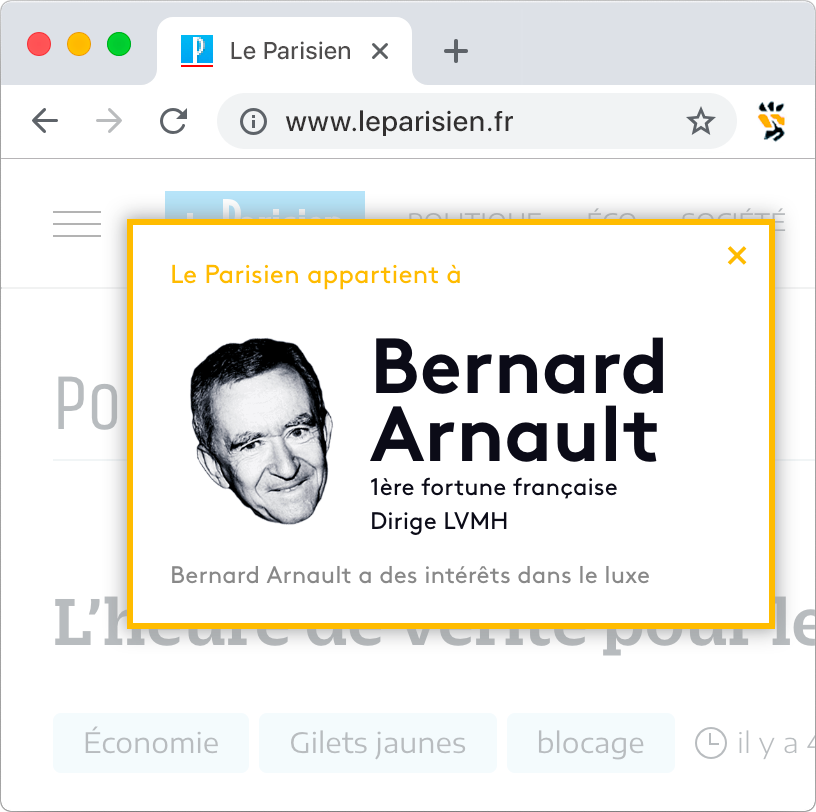 Le Parisien
www.leparisien.fr
POLITIQUE ÉCO SOCIÉTÉ
Le Parisien appartient à
Bernard
Arnault
1ère fortune française
Dirige LVMH
Bernard Arnault a des intérêts dans le luxe
L'heure de vérité pour le
Économie Gilets jaunes blocage il y a 4